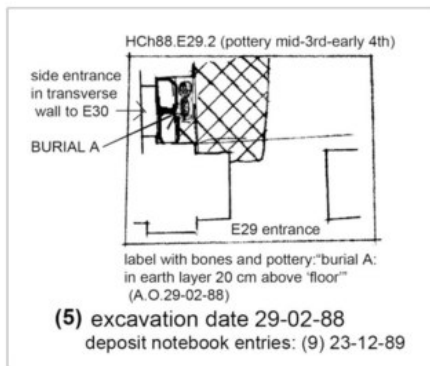 HCh88.E29.2 (pottery mid-3rd-early 4th)
side entrance
in transverse
wall to E30
BURIAL A
E29 entrance
label with bones and pottery:"burial A:
in earth layer 20 cm above 'floor'"
(A.O.29-02-88)
(5) excavation date 29-02-88
deposit notebook entries: (9) 23-12-89